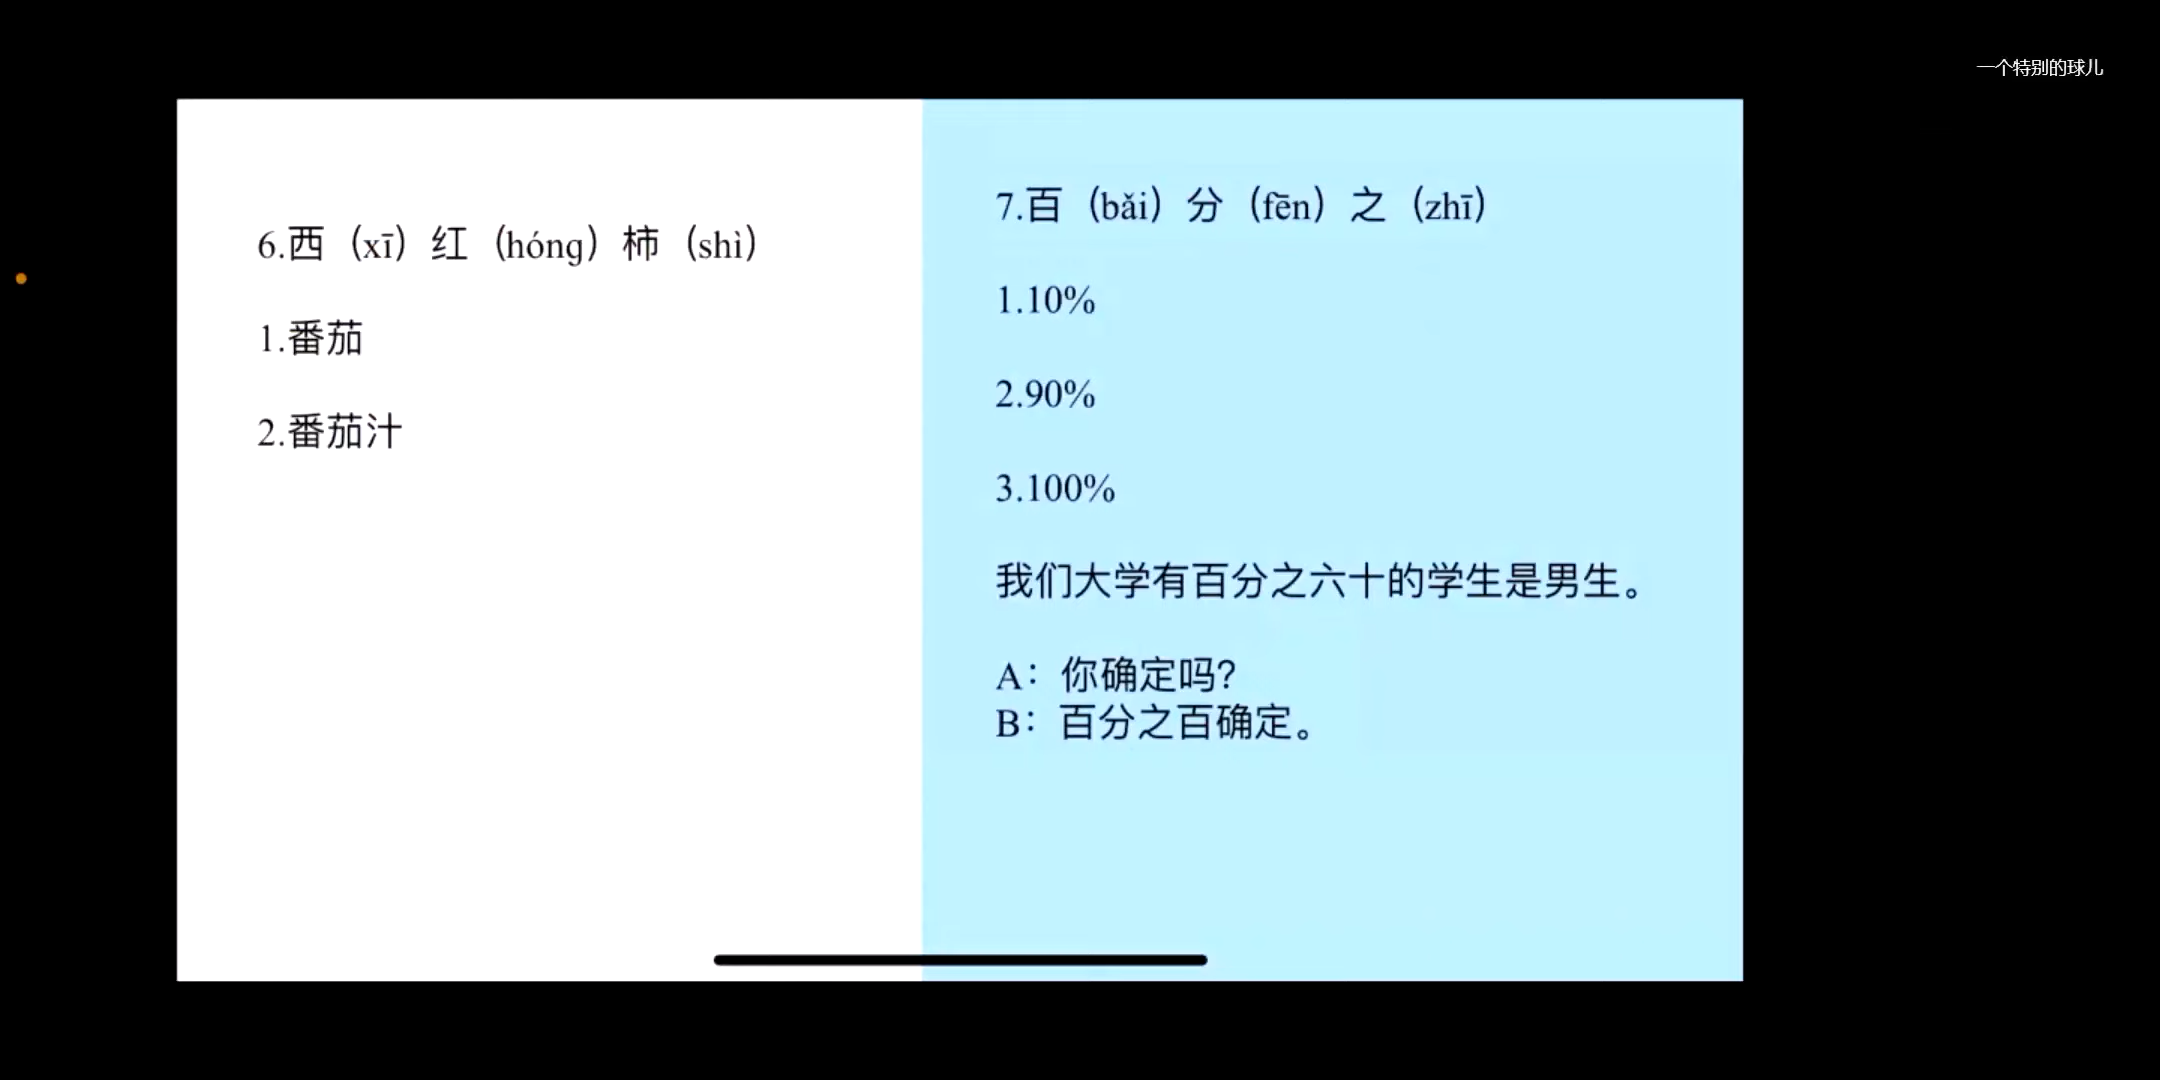 一个特别的球儿
6.西（xī）红（hóng）柿（shì）
1.番茄
2.番茄汁
7.百（bǎi）分（fēn）之（zhī）
1.10%
2.90%
3.100%
我们大学有百分之六十的学生是男生。
A：你确定吗？
B：百分之百确定。